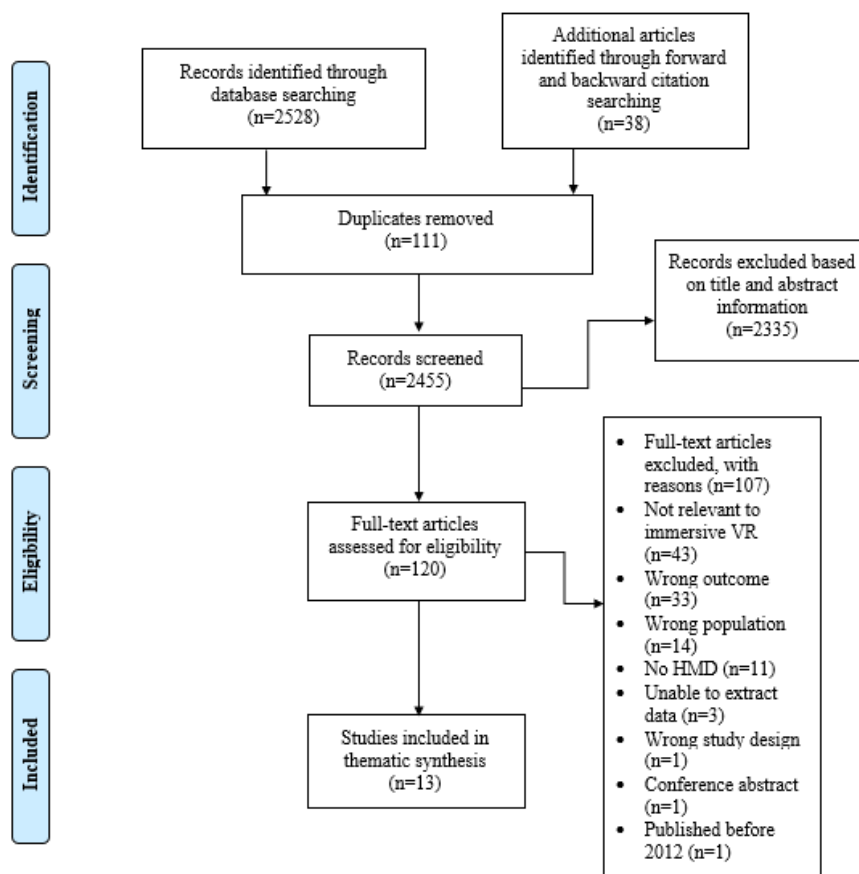 Identification
Records identified through
database searching
(n=2528)
Additional articles
identified through forward
and backward citation
searching
(n=38)
Duplicates removed
(n=111)
Screening
Records screened
(n=2455)
Records excluded based
on title and abstract
information
(n=2335)
Eligibility
Full-text articles
assessed for eligibility
(n=120)
• Full-text articles
excluded, with
reasons (n=107)
• Not relevant to
immersive VR
(n=43)
• Wrong outcome
(n=33)
• Wrong population
(n=14)
• No HMD (n=11)
• Unable to extract
data (n=3)
• Wrong study design
(n=1)
• Conference abstract
(n=1)
• Published before
2012 (n=1)
Included
Studies included in
thematic synthesis
(n=13)